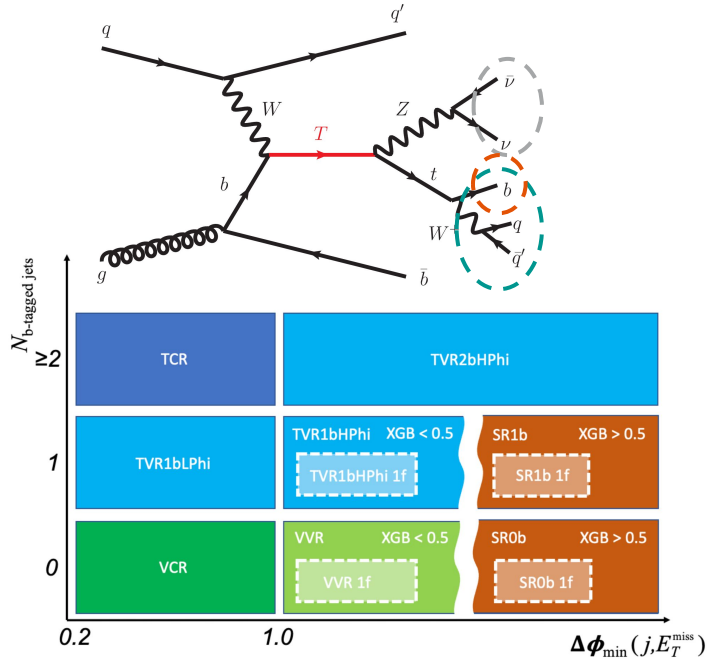 q
q′
W
Z
ν̄
T
ν
b
t
b
W
q
q̄′
g
b̄
N b-tagged jets
≥2
TCR
TVR2bHPhi
1
TVR1bLPhi
TVR1bHPhi XGB < 0.5
TVR1bHPhi 1f
SR1b XGB > 0.5
SR1b 1f
0
VCR
VVR XGB<0.5
VVR 1f
SR0b XGB > 0.5
SR0b 1f
0.2
1.0
Δϕmin(j,E_T^miss)